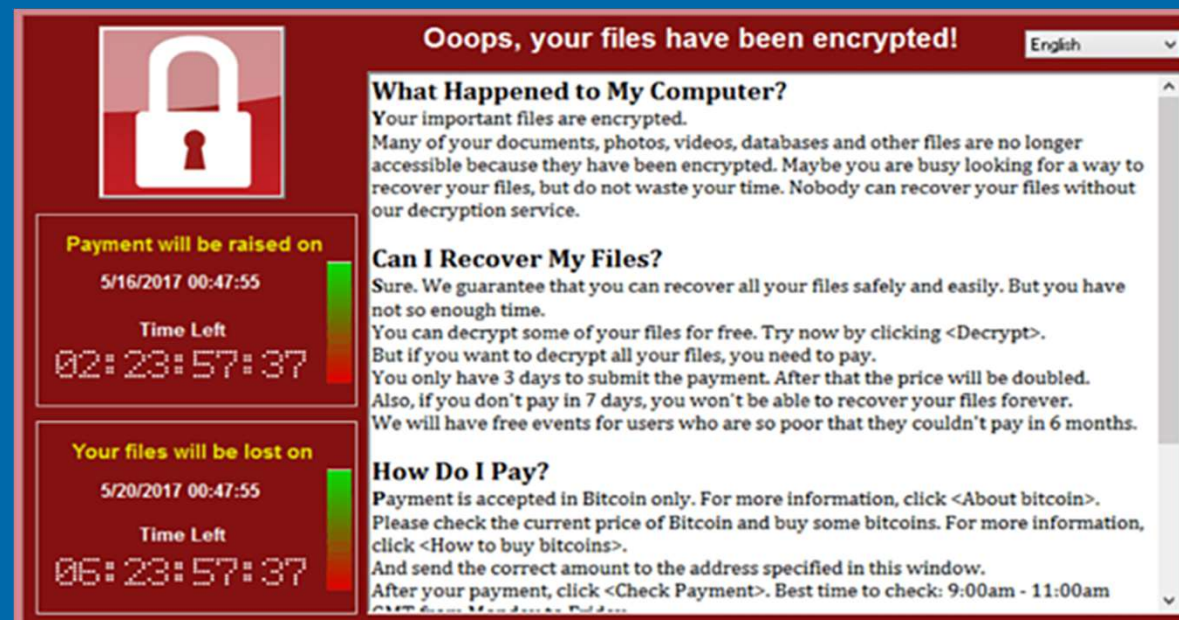 Ooops, your files have been encrypted!
English
Payment will be raised on
5/16/2017 00:47:55
Time Left
02:23:57:37
Your files will be lost on
5/20/2017 00:47:55
Time Left
06:23:57:37
What Happened to My Computer?
Your important files are encrypted.
Many of your documents, photos, videos, databases and other files are no longer
accessible because they have been encrypted. Maybe you are busy looking for a way to
recover your files, but do not waste your time. Nobody can recover your files without
our decryption service.
Can I Recover My Files?
Sure. We guarantee that you can recover all your files safely and easily. But you have
not so enough time.
You can decrypt some of your files for free. Try now by clicking <Decrypt>.
But if you want to decrypt all your files, you need to pay.
You only have 3 days to submit the payment. After that the price will be doubled.
Also, if you don't pay in 7 days, you won't be able to recover your files forever.
We will have free events for users who are so poor that they couldn't pay in 6 months.
How Do I Pay?
Payment is accepted in Bitcoin only. For more information, click <About bitcoin>.
Please check the current price of Bitcoin and buy some bitcoins. For more information,
click <How to buy bitcoins>.
And send the correct amount to the address specified in this window.
After your payment, click <Check Payment>. Best time to check: 9:00am - 11:00am
GMT from Monday to Friday